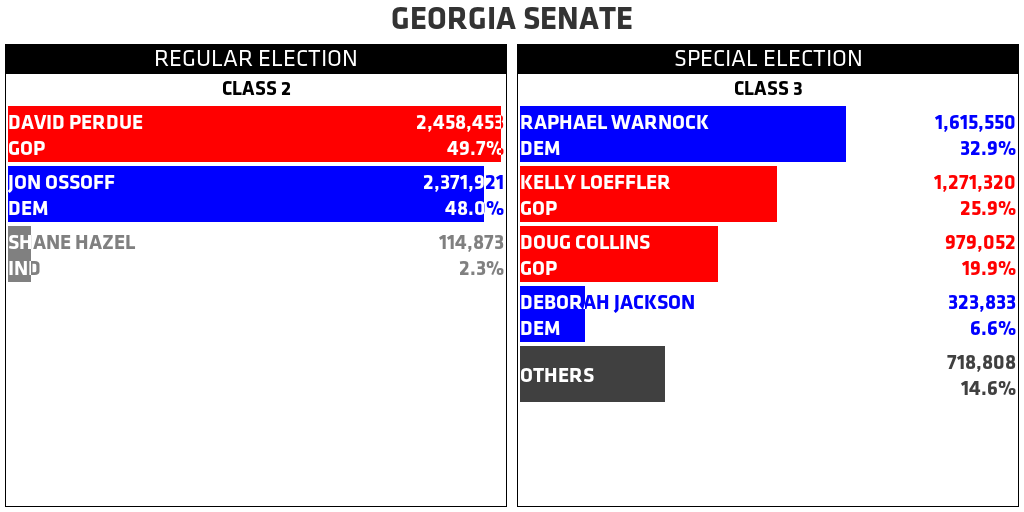 GEORGIA SENATE
REGULAR ELECTION
CLASS 2
DAVID PERDUE 2,458,453
GOP 49.7%
JON OSSOFF 2,371,921
DEM 48.0%
SHANE HAZEL 114,873
IND 2.3%
SPECIAL ELECTION
CLASS 3
RAPHAEL WARNOCK 1,615,550
DEM 32.9%
KELLY LOEFFLER 1,271,320
GOP 25.9%
DOUG COLLINS 979,052
GOP 19.9%
DEBORAH JACKSON 323,833
DEM 6.6%
OTHERS 718,808
14.6%